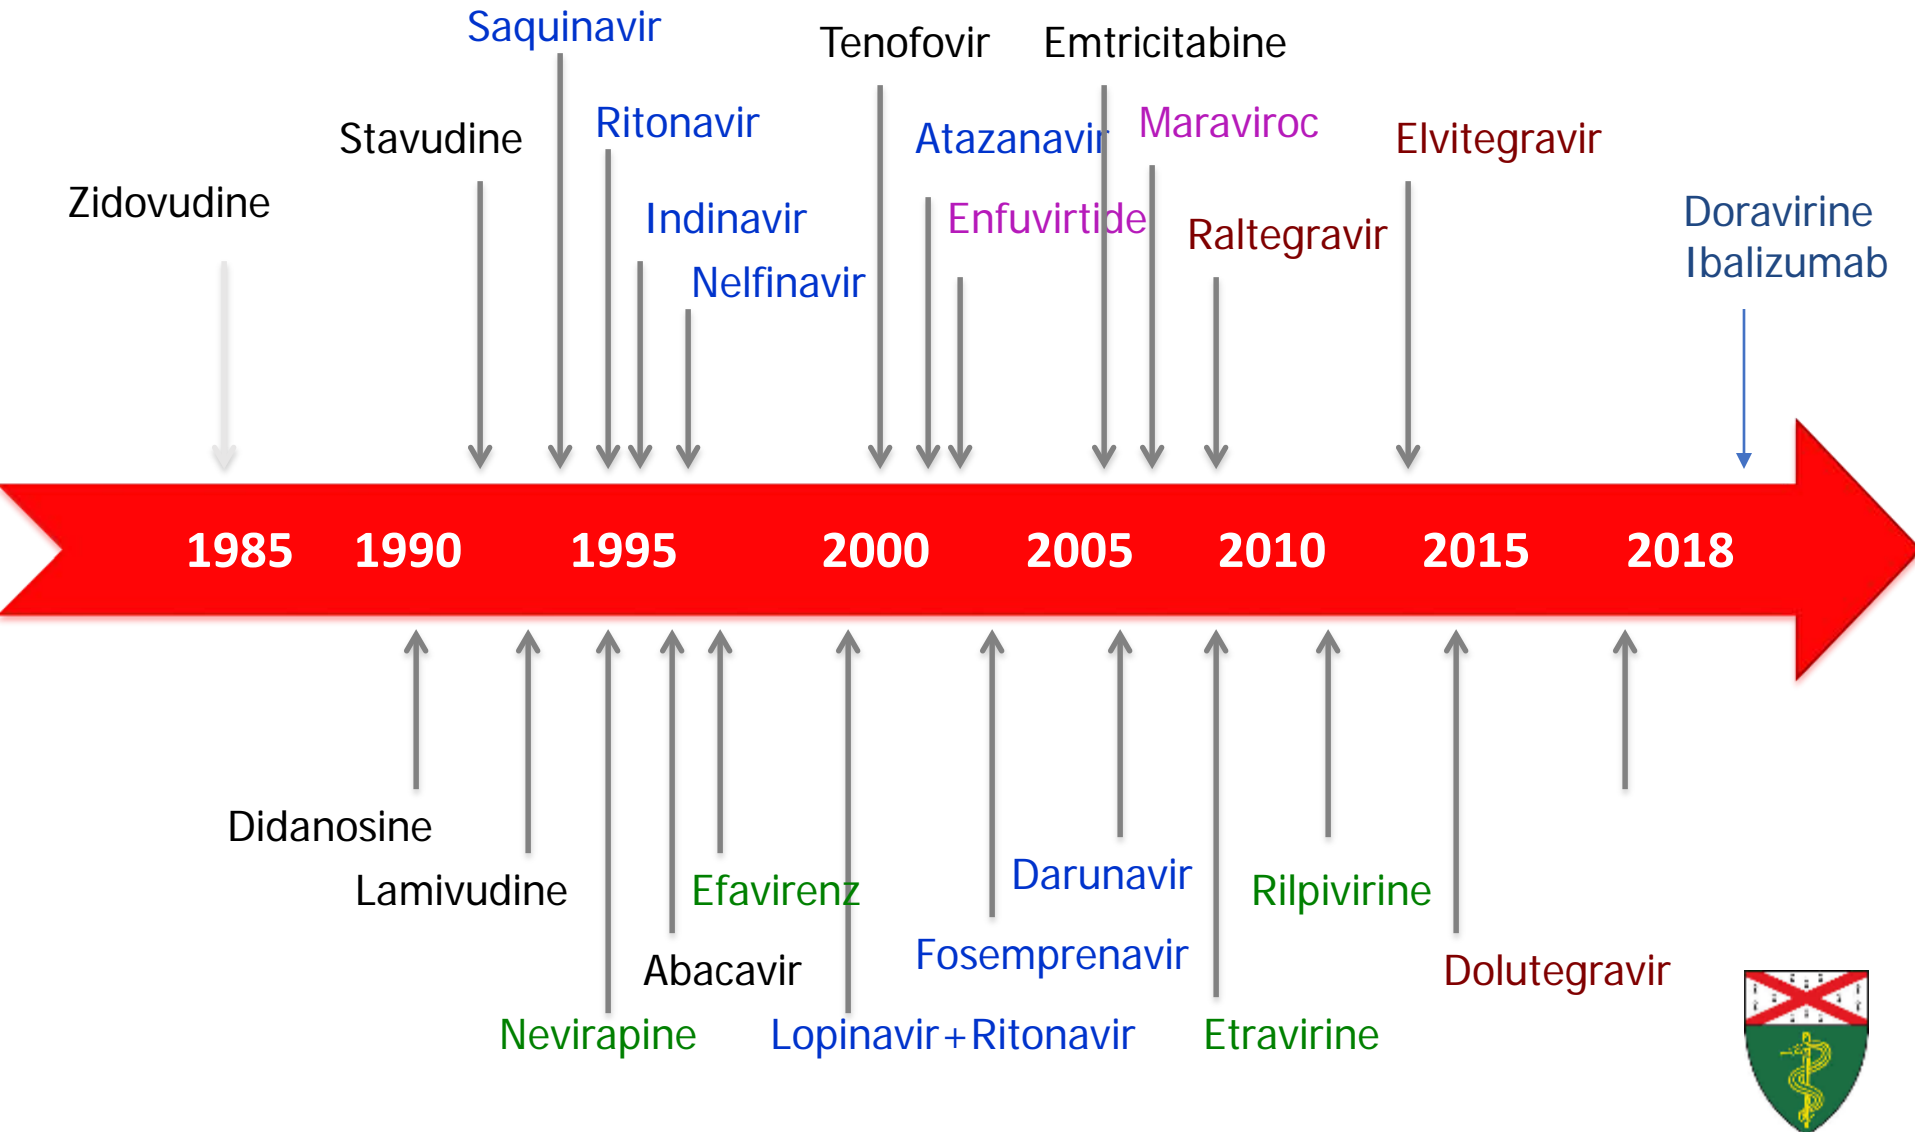 Saquinavir
Tenofovir
Emtricitabine
Stavudine
Ritonavir
Atazanavir
Maraviroc
Elvitegravir
Zidovudine
Indinavir
Enfuvirtide
Raltegravir
Doravirine
Ibalizumab
Nelfinavir
1985 1990 1995 2000 2005 2010 2015 2018
Didanosine
Lamivudine
Efavirenz
Darunavir
Rilpivirine
Abacavir
Fosemprenavir
Dolutegravir
Nevirapine
Lopinavir+Ritonavir
Etravirine